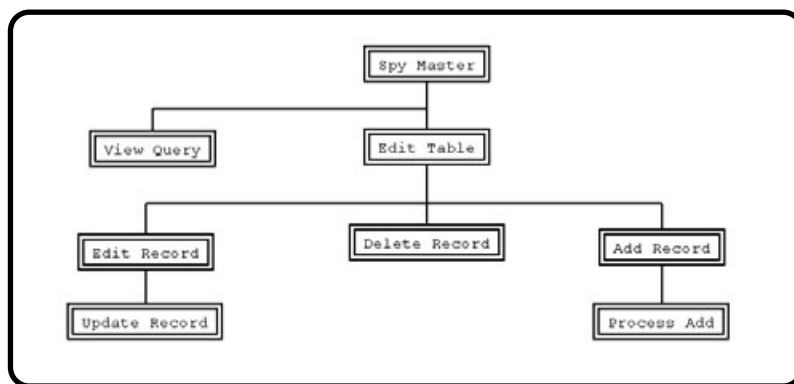 Spy Master
View Query
Edit Table
Edit Record
Delete Record
Add Record
Update Record
Process Add